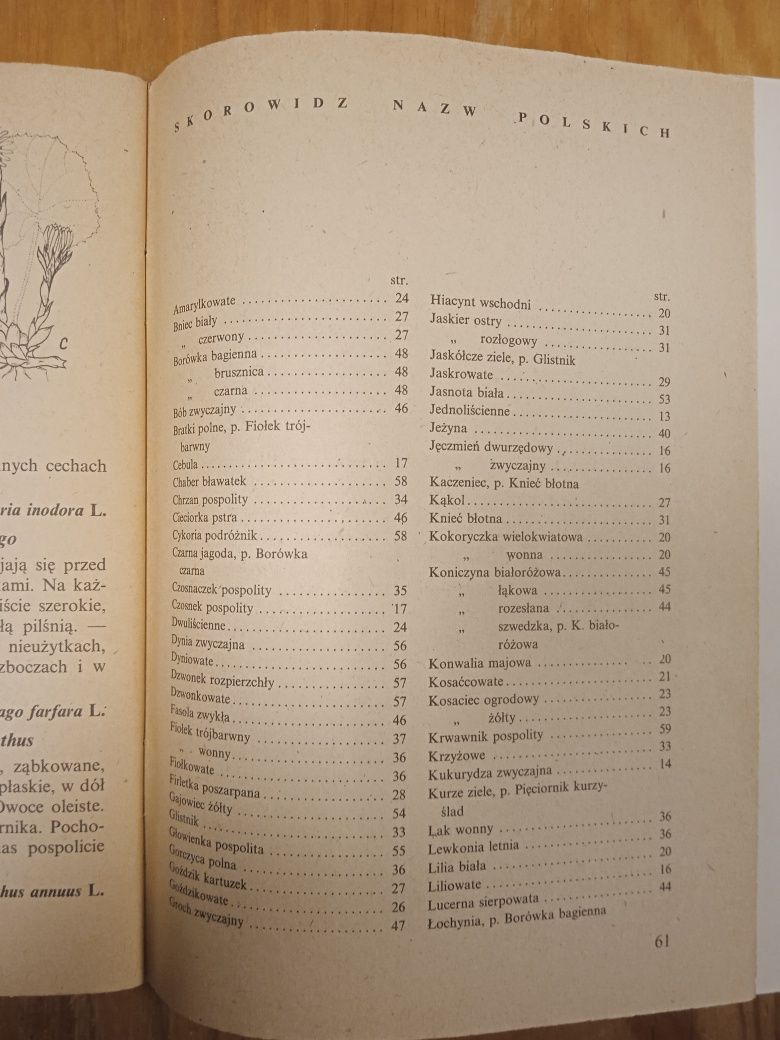 C
nych cechach
ria inodora L.
go
jają się przed
kami. Na każ-
iście szerokie,
łą pilśnią. —
nieużytkach,
zboczach i w
ago farfara L.
thus
, ząbkowane,
płaskie, w dół
Owoce oleiste.
rnika. Pocho-
as pospolicie
hus annuus L.
SKOROWIDZ NAZW POLSKICH
str.
Amarylkowate 24
Bniec biały 27
„ czerwony 27
Borówka bagienna 48
„ brusznica 48
„ czarna 48
Bób zwyczajny 46
Bratki polne, p. Fiołek trój-
barwny
Cebula 17
Chaber bławatek 58
Chrzan pospolity 34
Cieciorka pstra 46
Cykoria podróżnik 58
Czarna jagoda, p. Borówka
czarna
Czosnaczek pospolity 35
Czosnek pospolity 17
Dwuliścienne 24
Dynia zwyczajna 56
Dyniowate 56
Dzwonek rozpierzchły 57
Dzwonkowate 57
Fasola zwykła 46
Fiołek trójbarwny 37
„ wonny 36
Fiołkowate 36
Firletka poszarpana 28
Gajowiec żółty 54
Glistnik 33
Głowienka pospolita 55
Gorczyca polna 36
Goździk kartuzek 27
Goździkowate 26
Groch zwyczajny 47
str.
Hiacynt wschodni 20
Jaskier ostry 31
„ rozłogowy 31
Jaskółcze ziele, p. Glistnik
Jaskrowate 29
Jasnota biała 53
Jednoliścienne 13
Jeżyna 40
Jęczmień dwurzędowy 16
„ zwyczajny 16
Kaczeniec, p. Knieć błotna
Kąkol 27
Knieć błotna 31
Kokoryczka wielokwiatowa 20
„ wonna 20
Koniczyna białoróżowa 45
„ łąkowa 45
„ rozesłana 44
„ szwedzka, p. K. biało-
różowa
Konwalia majowa 20
Kosaćcowate 21
Kosaciec ogrodowy 23
„ żółty 23
Krwawnik pospolity 59
Krzyżowe 33
Kukurydza zwyczajna 14
Kurze ziele, p. Pięciornik kurzy-
ślad
Lak wonny 36
Lewkonia letnia 36
Lilia biała 20
Liliowate 16
Lucerna sierpowata 44
Łochynia, p. Borówka bagienna
61